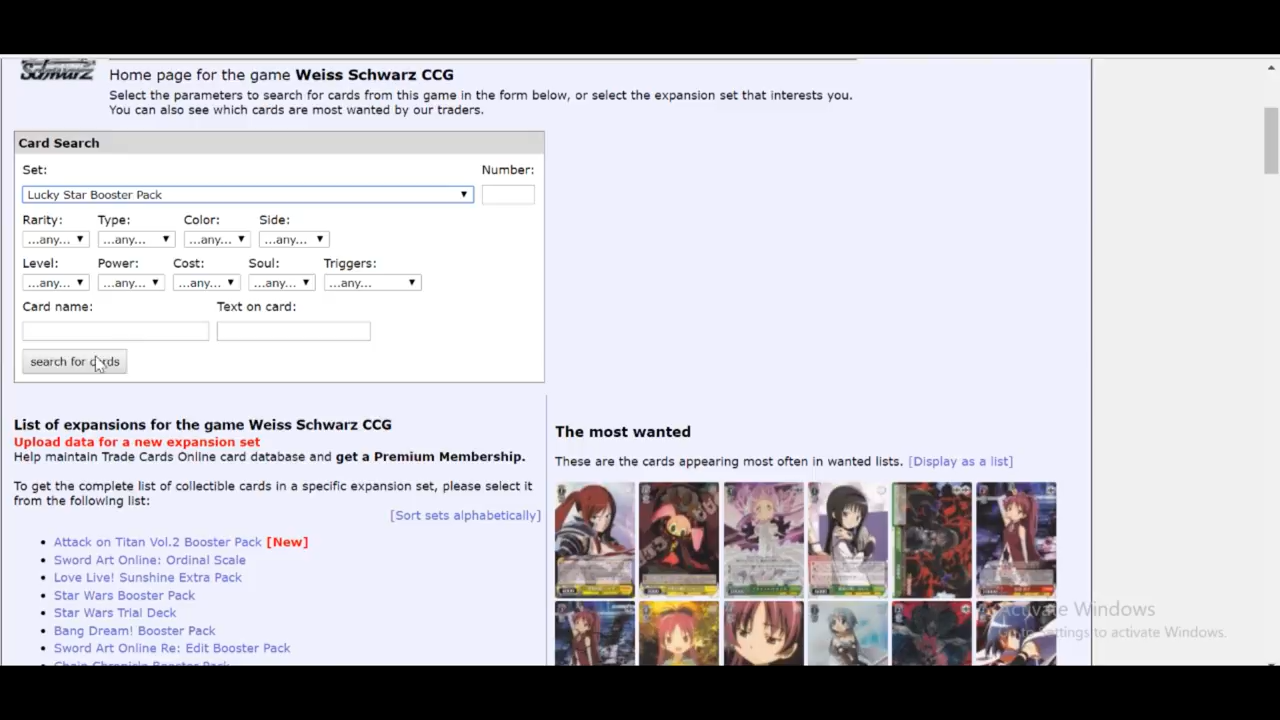 Schwarz
Home page for the game Weiss Schwarz CCG
Select the parameters to search for cards from this game in the form below, or select the expansion set that interests you.
You can also see which cards are most wanted by our traders.
Card Search
Set: Number:
Lucky Star Booster Pack
Rarity: Type: Color: Side:
...any... ...any... ...any... ...any...
Level: Power: Cost: Soul: Triggers:
...any... ...any... ...any... ...any... ...any...
Card name: Text on card:
search for cards
List of expansions for the game Weiss Schwarz CCG
Upload data for a new expansion set
Help maintain Trade Cards Online card database and get a Premium Membership.
To get the complete list of collectible cards in a specific expansion set, please select it
from the following list:
[Sort sets alphabetically]
• Attack on Titan Vol.2 Booster Pack [New]
• Sword Art Online: Ordinal Scale
• Love Live! Sunshine Extra Pack
• Star Wars Booster Pack
• Star Wars Trial Deck
• Bang Dream! Booster Pack
• Sword Art Online Re: Edit Booster Pack
Chain Chronicle Booster Pack
The most wanted
These are the cards appearing most often in wanted lists. [Display as a list]
Activate Windows
Go to Settings to activate Windows.